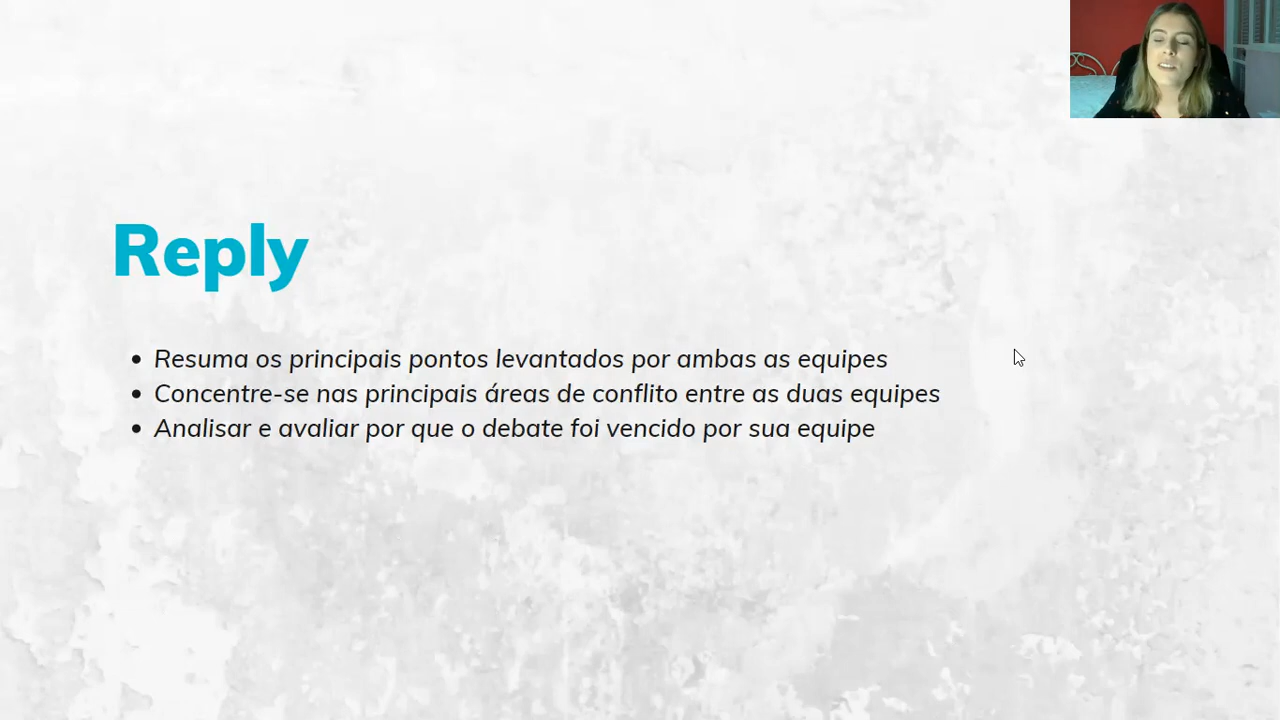 Reply
• Resuma os principais pontos levantados por ambas as equipes
• Concentre-se nas principais áreas de conflito entre as duas equipes
• Analisar e avaliar por que o debate foi vencido por sua equipe